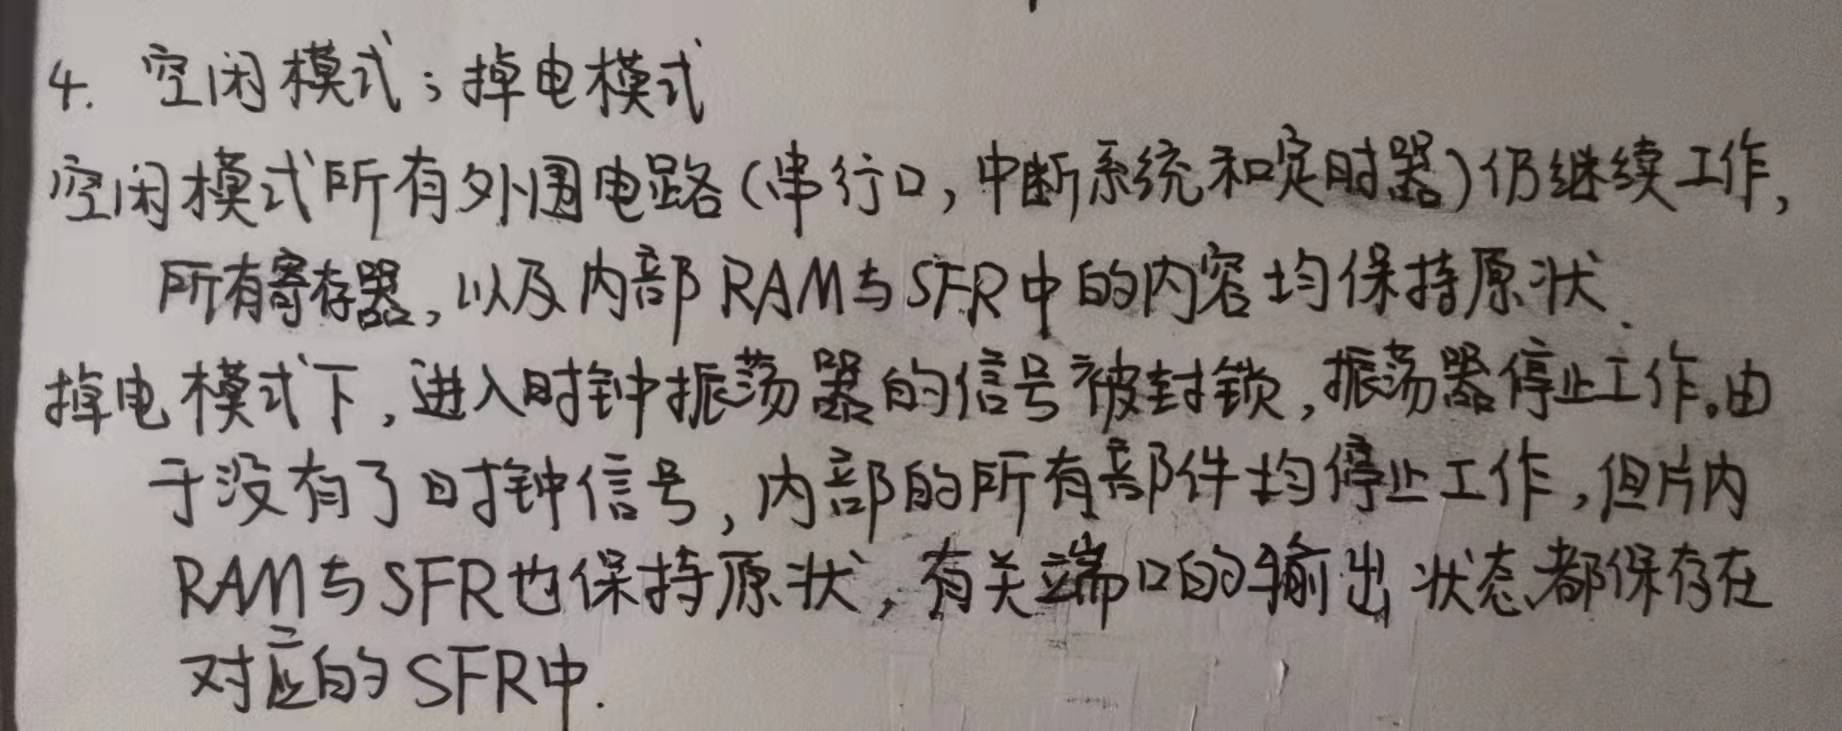 4. 空闲模式;掉电模式
空闲模式所有外围电路(串行口,中断系统和定时器)仍继续工作,
所有寄存器,以及内部RAM与SFR中的内容均保持原状.
掉电模式下,进入时钟振荡器的信号被封锁,振荡器停止工作。由
于没有了时钟信号,内部的所有部件均停止工作,但片内
RAM与SFR也保持原状,有关端口的输出状态都保存在
对应的SFR中.